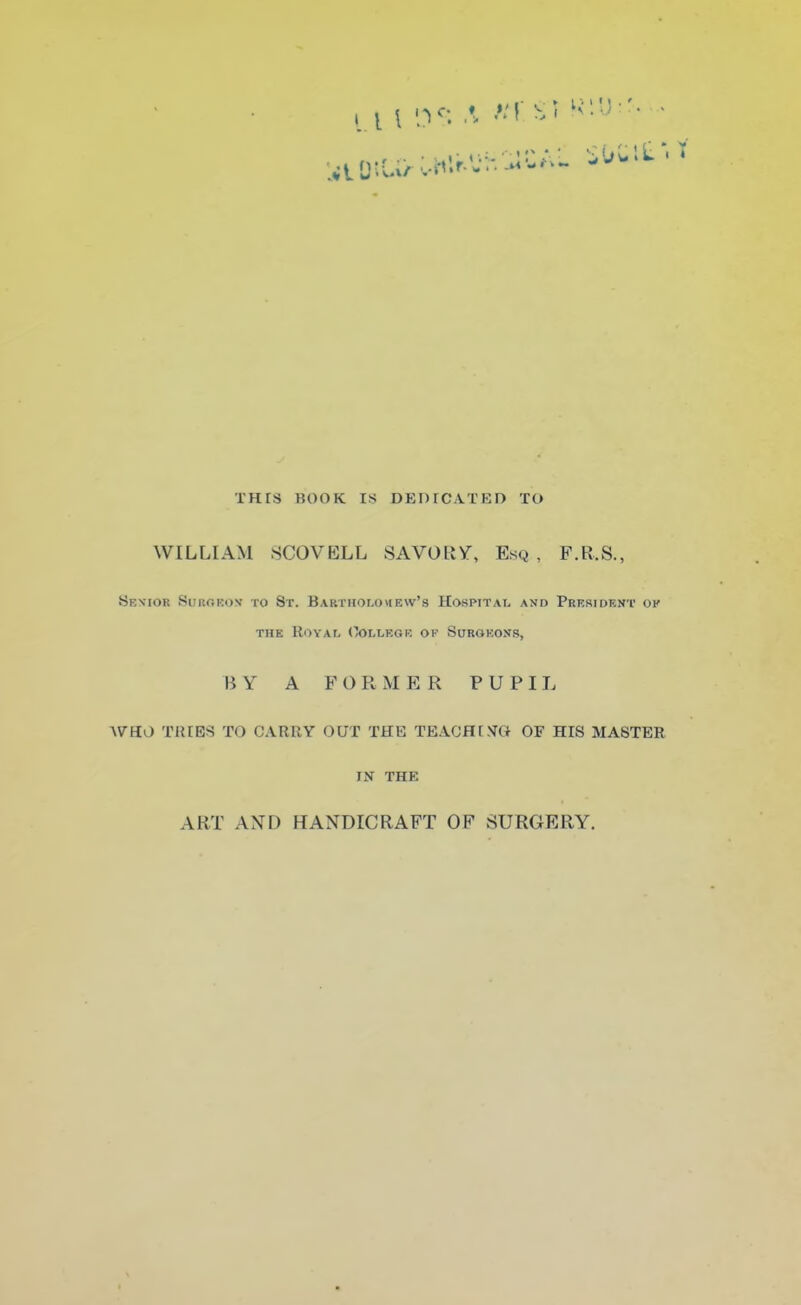 THIS BOOK IS DEDICATED TO
WILLIAM SCOVELL SAVORY, Esq, F.R.S.,
Senior Surgeon to St. Bartholomew's Hospital and President of
the Royal College of Surgeons,
BY A FORMER PUPIL
WHO TRIES TO CARRY OUT THE TEACHING OF HIS MASTER
IN THE
ART AND HANDICRAFT OF SURGERY.